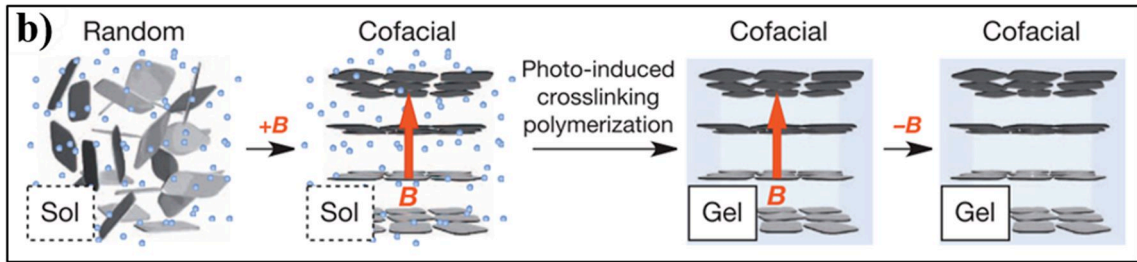 b)
Random
Sol
+B
Cofacial
B
Sol
Photo-induced
crosslinking
polymerization
Cofacial
B
Gel
–B
Cofacial
Gel